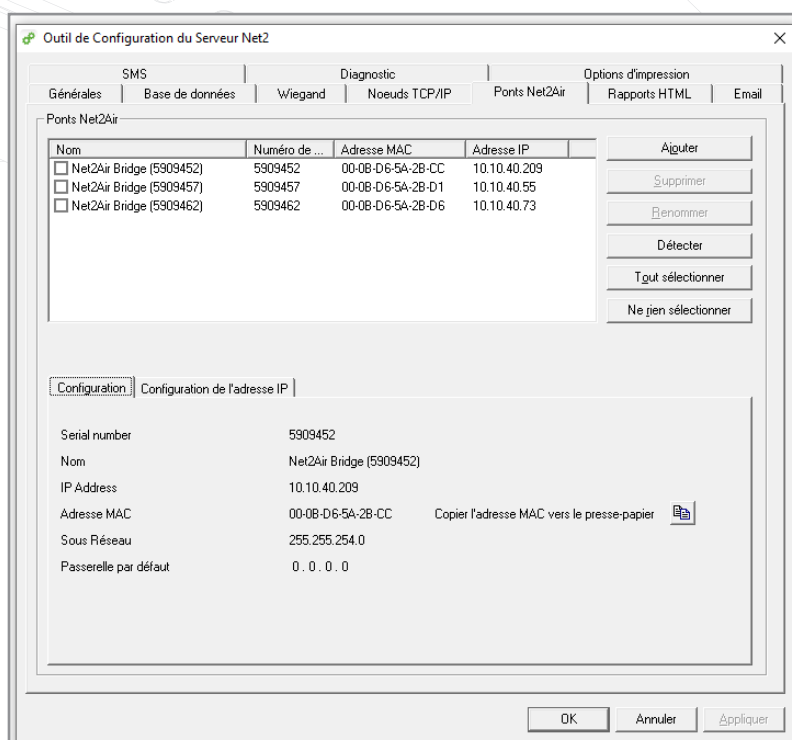 Outil de Configuration du Serveur Net2
SMS Diagnostic Options d'impression
Générales Base de données Wiegand Noeuds TCP/IP Ponts Net2Air Rapports HTML Email
Ponts Net2Air
Nom Numéro de ... Adresse MAC Adresse IP
Net2Air Bridge (5909452) 5909452 00-0B-D6-5A-2B-CC 10.10.40.209
Net2Air Bridge (5909457) 5909457 00-0B-D6-5A-2B-D1 10.10.40.55
Net2Air Bridge (5909462) 5909462 00-0B-D6-5A-2B-D6 10.10.40.73
Ajouter
Supprimer
Renommer
Détecter
Tout sélectionner
Ne rien sélectionner
Configuration Configuration de l'adresse IP
Serial number 5909452
Nom Net2Air Bridge (5909452)
IP Address 10.10.40.209
Adresse MAC 00-0B-D6-5A-2B-CC Copier l'adresse MAC vers le presse-papier
Sous Réseau 255.255.254.0
Passerelle par défaut 0 . 0 . 0 . 0
OK Annuler Appliquer